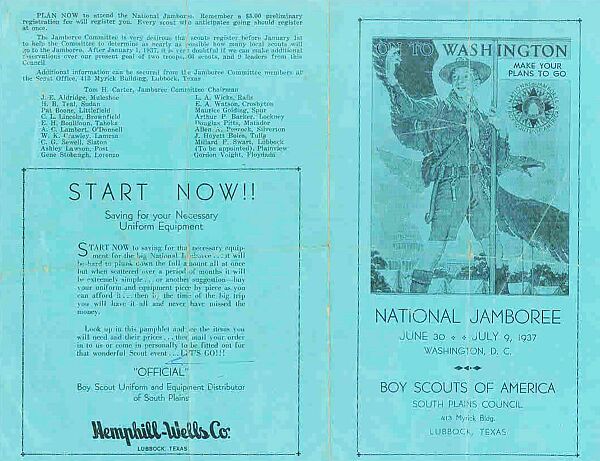 PLAN NOW to attend the National Jamboree. Remember a $5.00 preliminary
registration fee will register you. Every scout who anticipates going should register
at once.
The Jamboree Committee is very desirous that scouts register before January 1st
to help the Committee to determine as nearly as possible how many local scouts will
go to the Jamboree. After January 1, 1937, it is very doubtful if we can make additional
reservations over our present goal of two troops, 66 scouts, and 9 leaders from this
Council.
Additional information can be secured from the Jamboree Committee members at
the Scout Office, 413 Myrick Building, Lubbock, Texas
Tom H. Carter, Jamboree Committee Chairman
J. E. Aldridge, Muleshoe
H. B. Teal, Sudan
Pat Boone, Littlefield
C. L. Lincoln, Brownfield
E. H. Boullioun, Tahoka
A. C. Lambert, O'Donnell
W. K. Crawley, Lamesa
C. G. Sewell, Slaton
Ashley Lawson, Post
Gene Stobaugh, Lorenzo
L. A. Wicks, Ralls
E. A. Watson, Crosbyton
Maurice Golding, Spur
Arthur P. Barker, Lockney
Douglas Pitts, Matador
Allen A. Peacock, Silverton
J. Hoyett Boles, Tulia
Millard F. Swart, Lubbock
(To be appointed), Plainview
Gordon Voight, Floydada
START NOW!!
Saving for your Necessary
Uniform Equipment
START NOW to saving for the necessary equip-
ment for the big National Jamboree...it will
be hard to plunk down the full amount all at once
but when scattered over a period of months it will
be extremely simple...or another suggestion—buy
your uniform and equipment piece by piece as you
can afford it...then by the time of the big trip
you will have it all and never have missed the
money.
Look up in this pamphlet and see the items you
will need and their prices...then mail your order
in to us or come in personally to be fitted out for
that wonderful Scout event...LET'S GO!!!
"OFFICIAL"
Boy Scout Uniform and Equipment Distributor
of South Plains
Hemphill-Wells Co.
LUBBOCK TEXAS
ON TO WASHINGTON
MAKE YOUR
PLANS TO GO
NATIONAL JAMBOREE
JUNE 30 JULY 9, 1937
WASHINGTON, D. C.
BOY SCOUTS OF AMERICA
SOUTH PLAINS COUNCIL
413 Myrick Bldg.
LUBBOCK, TEXAS